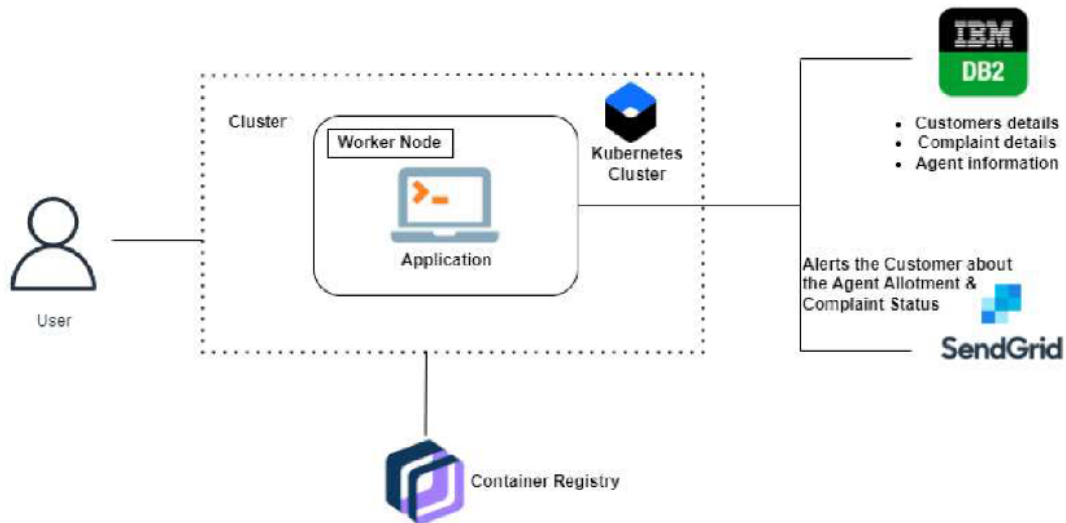 IBM
DB2
Cluster
Worker Node
Kubernetes
Cluster
• Customers details
• Complaint details
• Agent information
Application
User
Alerts the Customer about
the Agent Allotment &
Complaint Status
SendGrid
Container Registry